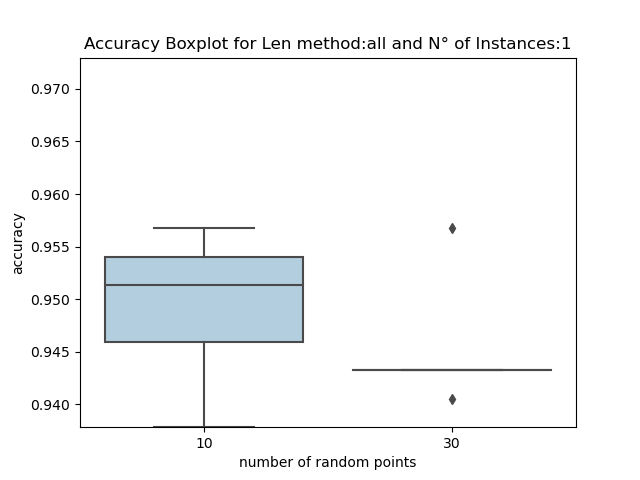 Accuracy Boxplot for Len method:all and N° of Instances:1
0.970
0.965
0.960
0.955
0.950
0.945
0.940
accuracy
10 30
number of random points